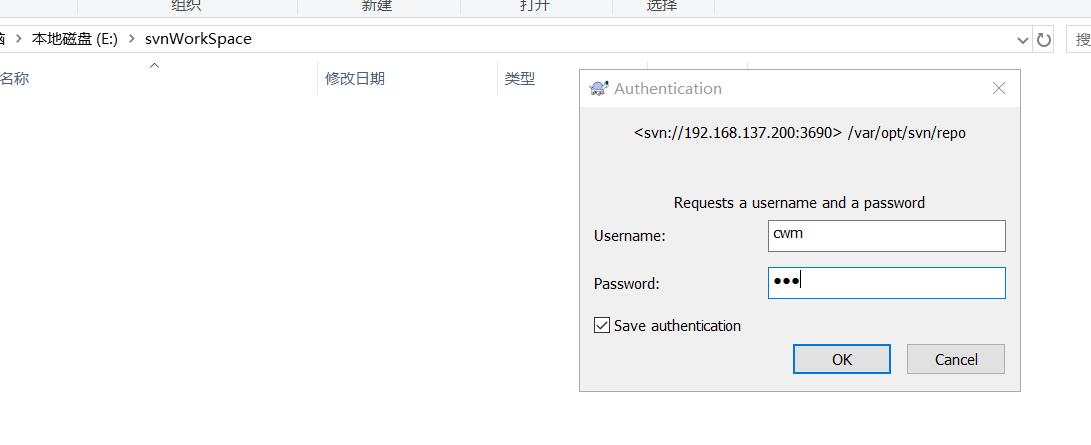 组织 新建 打开 选择
脑 > 本地磁盘 (E:) > svnWorkSpace 搜
名称 修改日期 类型
Authentication
<svn://192.168.137.200:3690> /var/opt/svn/repo
Requests a username and a password
Username: cwm
Password: ●●●
Save authentication
OK Cancel